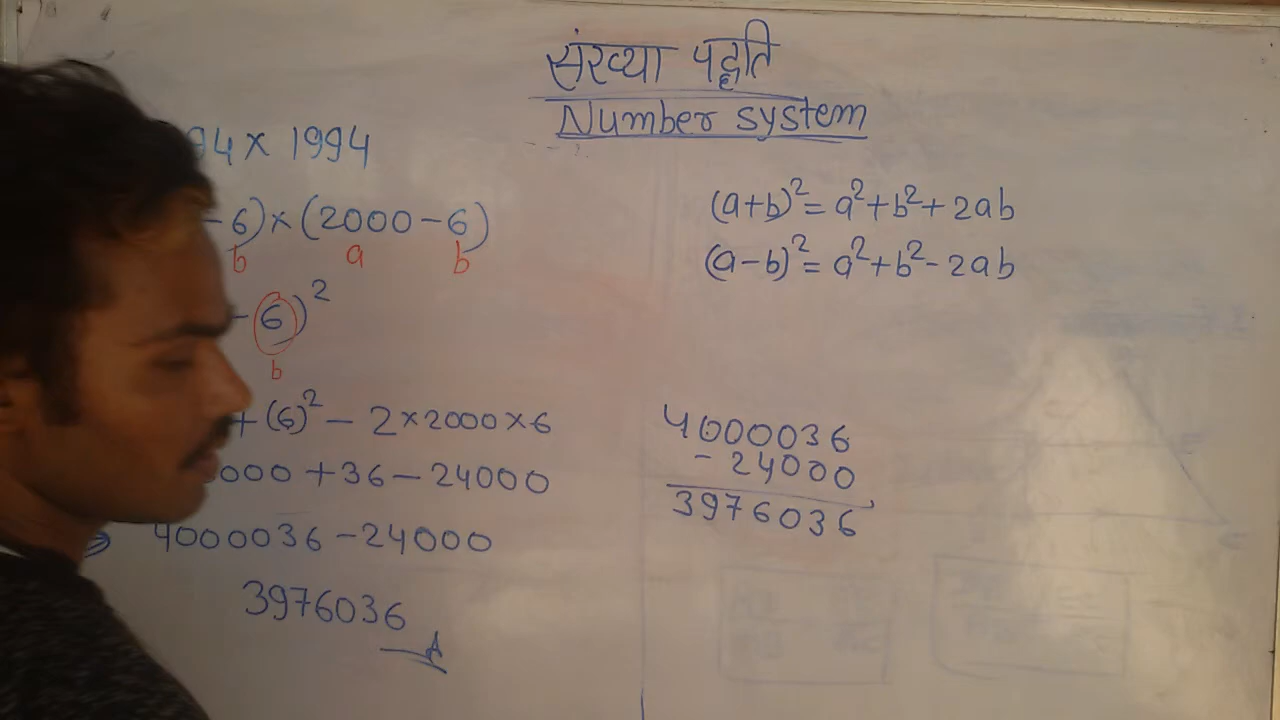 संख्या पद्धति
Number system
94 × 1994
- 6) × (2000 - 6)
b a b
- 6)²
b
+ (6)² - 2 × 2000 × 6
000 + 36 - 24000
4000036 - 24000
3976036
(a+b)² = a² + b² + 2ab
(a-b)² = a² + b² - 2ab
4000036
- 24000
3976036